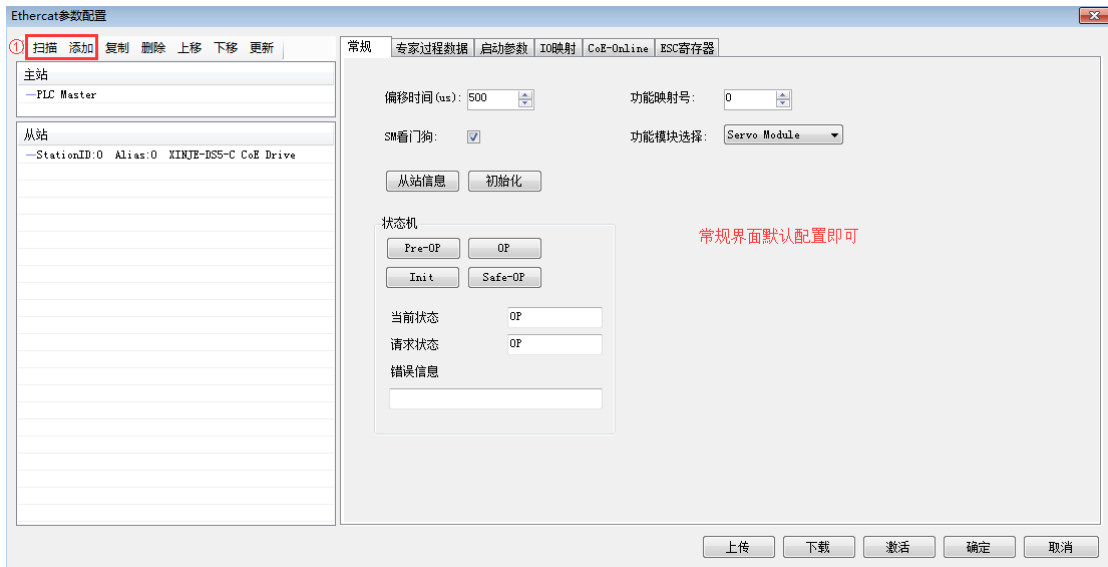 Ethercat参数配置
① 扫描 添加 复制 删除 上移 下移 更新
主站
PLC Master
从站
StationID:0 Alias:0 XINJE-DS5-C CoE Drive
常规 专家过程数据 启动参数 IO映射 CoE-Online ESC寄存器
偏移时间(us): 500 功能映射号: 0
SM看门狗: 功能模块选择: Servo Module
从站信息 初始化
状态机
Pre-OP OP
Init Safe-OP
常规界面默认配置即可
当前状态 OP
请求状态 OP
错误信息
上传 下载 激活 确定 取消